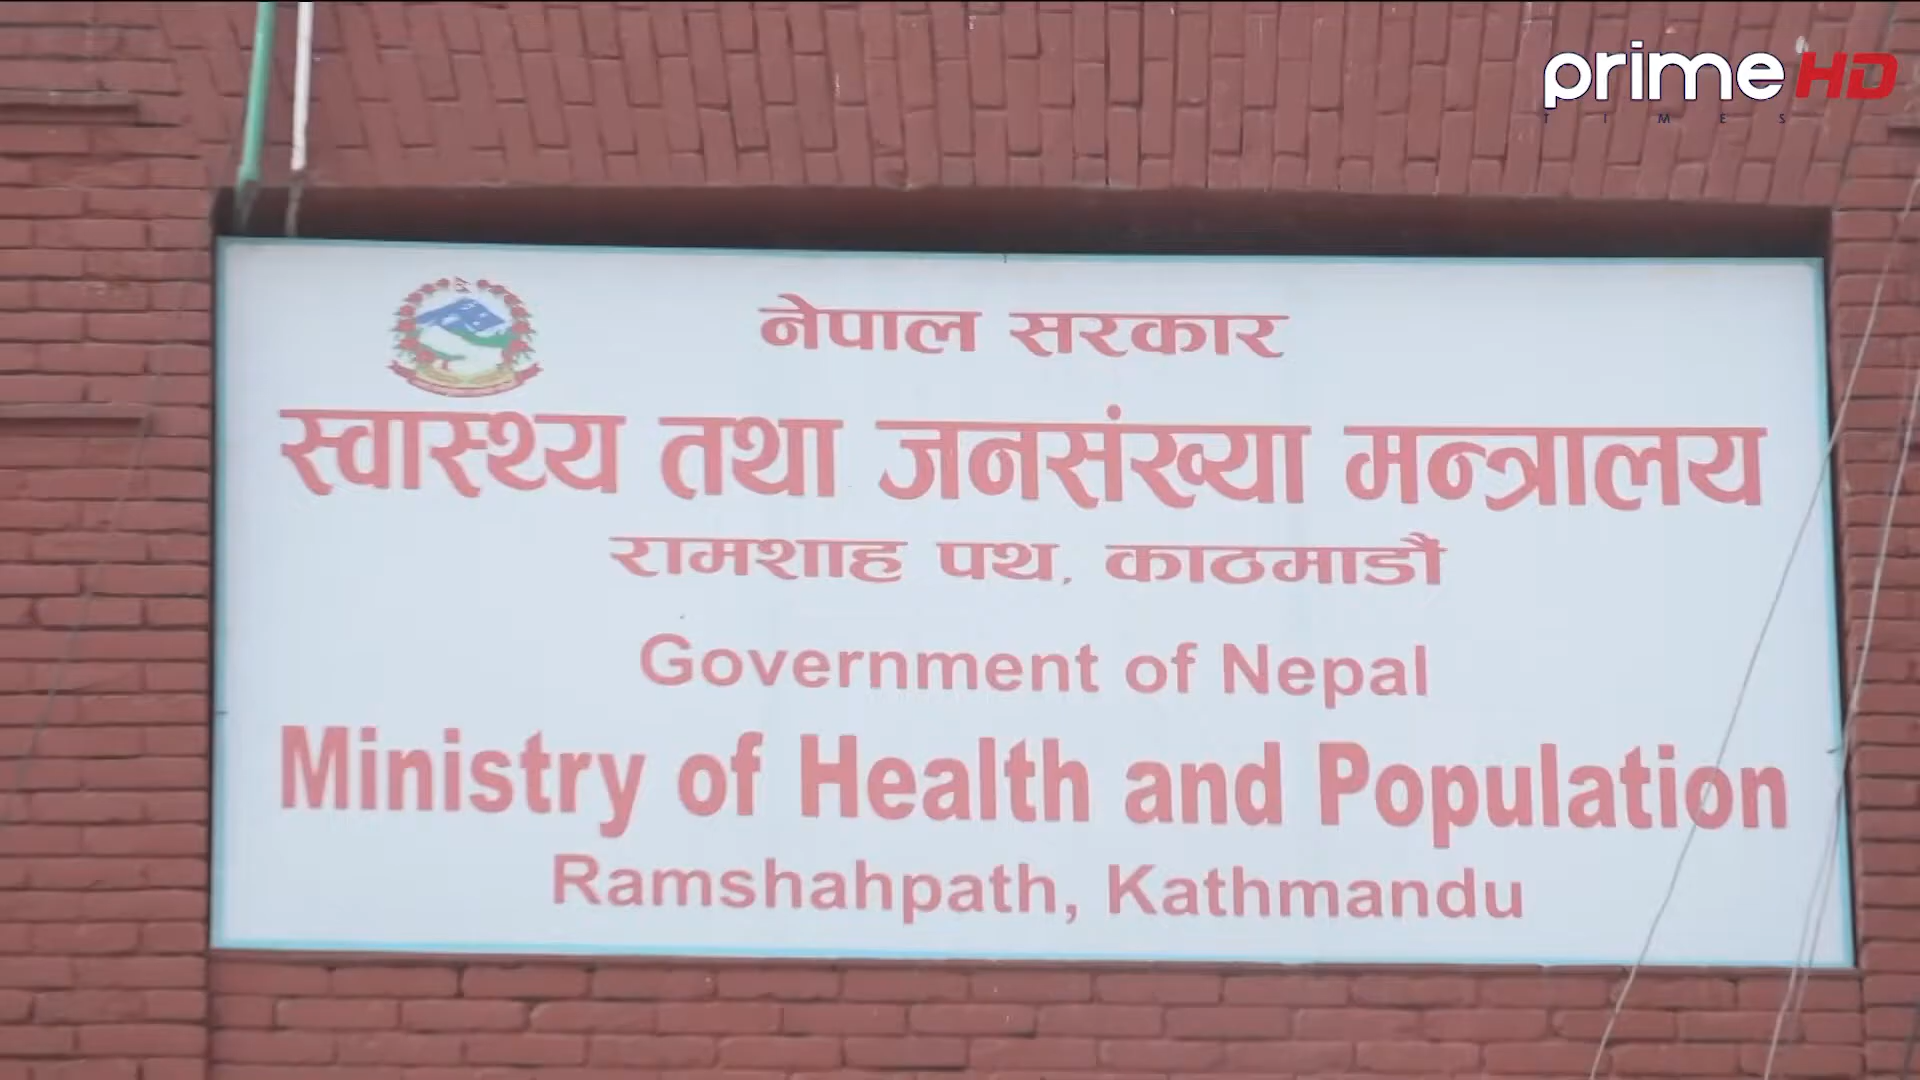 prime HD
TIMES
नेपाल सरकार
स्वास्थ्य तथा जनसंख्या मन्त्रालय
रामशाह पथ, काठमाडौं
Government of Nepal
Ministry of Health and Population
Ramshahpath, Kathmandu